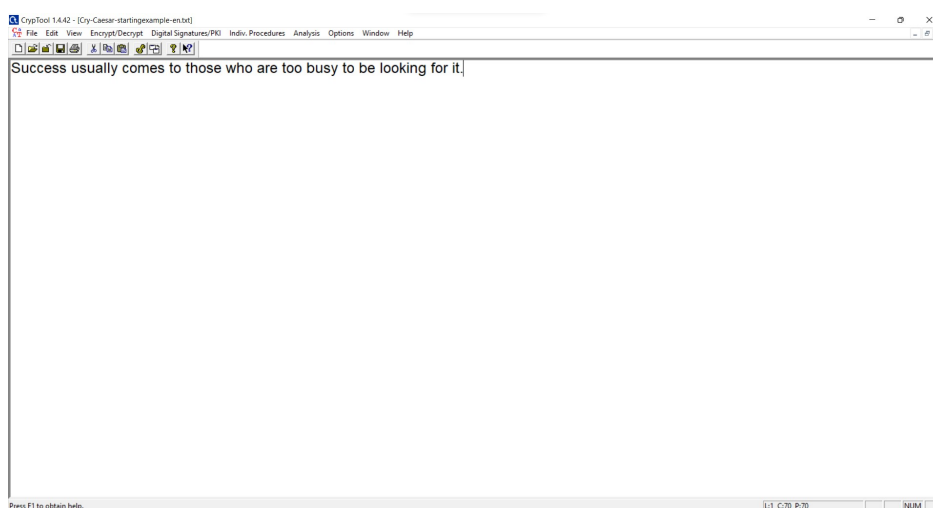 CrypTool 1.4.42 - [Cry-Caesar-startingexample-en.txt]
File Edit View Encrypt/Decrypt Digital Signatures/PKI Indiv. Procedures Analysis Options Window Help
Success usually comes to those who are too busy to be looking for it.
Press F1 to obtain help. L:1 C:70 P:70 NUM